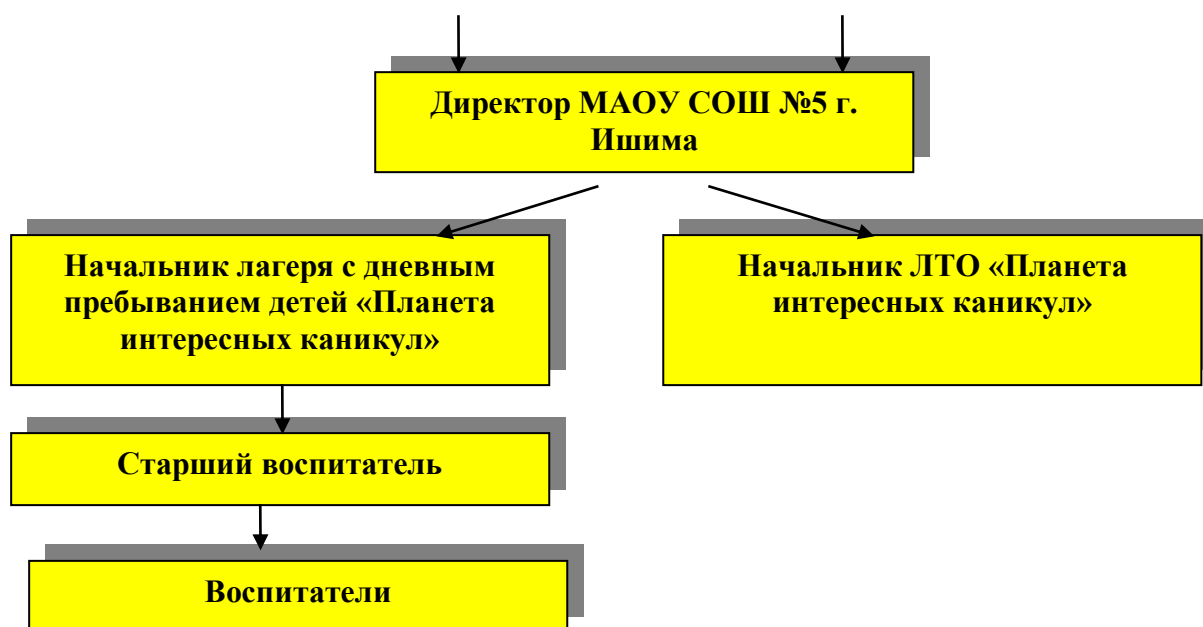 Директор МАОУ СОШ №5 г.
Ишима
Начальник лагеря с дневным
пребыванием детей «Планета
интересных каникул»
Начальник ЛТО «Планета
интересных каникул»
Старший воспитатель
Воспитатели